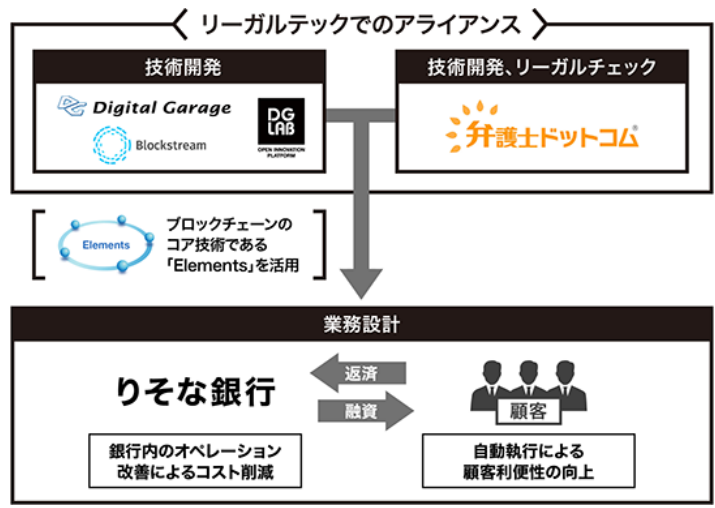 リーガルテックでのアライアンス
技術開発
Digital Garage
Blockstream
DG
LAB
OPEN INNOVATION
PLATFORM
技術開発、リーガルチェック
弁護士ドットコム®
Elements
ブロックチェーンの
コア技術である
「Elements」を活用
業務設計
りそな銀行
返済
融資
顧客
銀行内のオペレーション
改善によるコスト削減
自動執行による
顧客利便性の向上